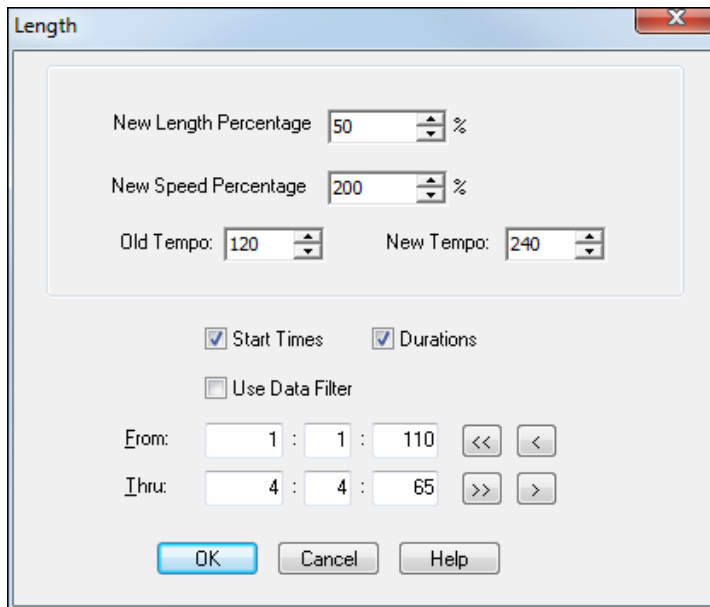 Length
New Length Percentage 50 %
New Speed Percentage 200 %
Old Tempo: 120 New Tempo: 240
Start Times Durations
Use Data Filter
From: 1 : 1 : 110 << <
Thru: 4 : 4 : 65 >> >
OK Cancel Help